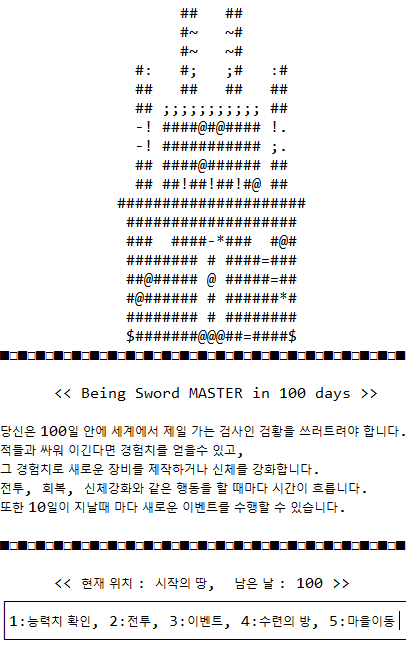 << Being Sword MASTER in 100 days >>
당신은 100일 안에 세계에서 제일 가는 검사인 검황을 쓰러트려야 합니다.
적들과 싸워 이긴다면 경험치를 얻을수 있고,
그 경험치로 새로운 장비를 제작하거나 신체를 강화합니다.
전투, 회복, 신체강화와 같은 행동을 할 때마다 시간이 흐릅니다.
또한 10일이 지날때 마다 새로운 이벤트를 수행할 수 있습니다.
<< 현재 위치 : 시작의 땅, 남은 날 : 100 >>
1:능력치 확인, 2:전투, 3:이벤트, 4:수련의 방, 5:마을이동